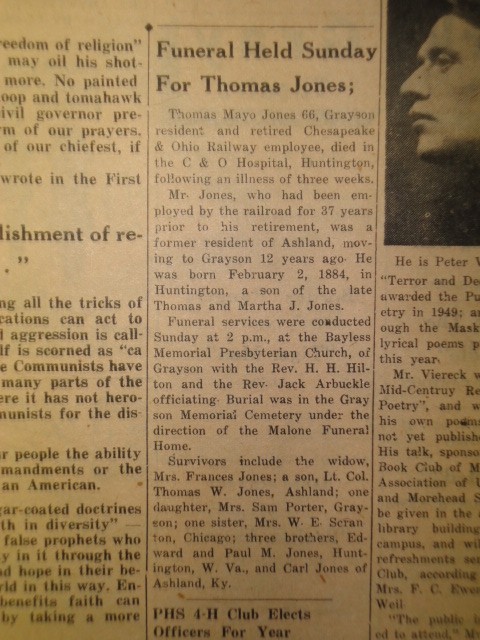 reedom of religion"
may oil his shot-
more. No painted
oop and tomahawk
ivil governor pre-
rm of our prayers,
of our chiefest, if
wrote in the First
lishment of re-
."
ng all the tricks of
cations can act to
l aggression is call-
lf is scorned as "ca
e Communists have
many parts of the
ere it has not hero-
munists for the dis
r people the ability
mandments or the
an American.
gar-coated doctrines
th in diversity" —
false prophets who
y in it through the
d hope in their be-
rld in this way. En-
benefits faith can
by taking a more
Funeral Held Sunday
For Thomas Jones;
Thomas Mayo Jones 66, Grayson
resident and retired Chesapeake
& Ohio Railway employee, died in
the C & O Hospital, Huntington,
following an illness of three weeks.
Mr. Jones, who had been em-
ployed by the railroad for 37 years
prior to his retirement, was a
former resident of Ashland, mov-
ing to Grayson 12 years ago. He
was born February 2, 1884, in
Huntington, a son of the late
Thomas and Martha J. Jones.
Funeral services were conducted
Sunday at 2 p.m., at the Bayless
Memorial Presbyterian Church, of
Grayson with the Rev. H. H. Hil-
ton and the Rev. Jack Arbuckle
officiating. Burial was in the Gray
son Memorial Cemetery under the
direction of the Malone Funeral
Home.
Survivors include the widow,
Mrs. Frances Jones; a son, Lt. Col.
Thomas W. Jones, Ashland; one
daughter, Mrs. Sam Porter, Gray-
son; one sister, Mrs. W. E. Scran
ton, Chicago; three brothers, Ed-
ward and Paul M. Jones, Hunt-
ington, W. Va., and Carl Jones of
Ashland, Ky.
PHS 4-H Club Elects
Officers For Year
He is Peter V
"Terror and De
awarded the Pu
etry in 1949; a
ough the Mask
lyrical poems p
this year.
Mr. Viereck w
Mid-Centruy Re
Poetry", and w
his own poems
not yet publishe
His talk, sponso
Book Club of M
Association of U
and Morehead S
be given in the a
library building
campus, and wil
refreshments se
Club, according
Mrs. F. C. Ewe
Weil
"The public i
ed to attend," M